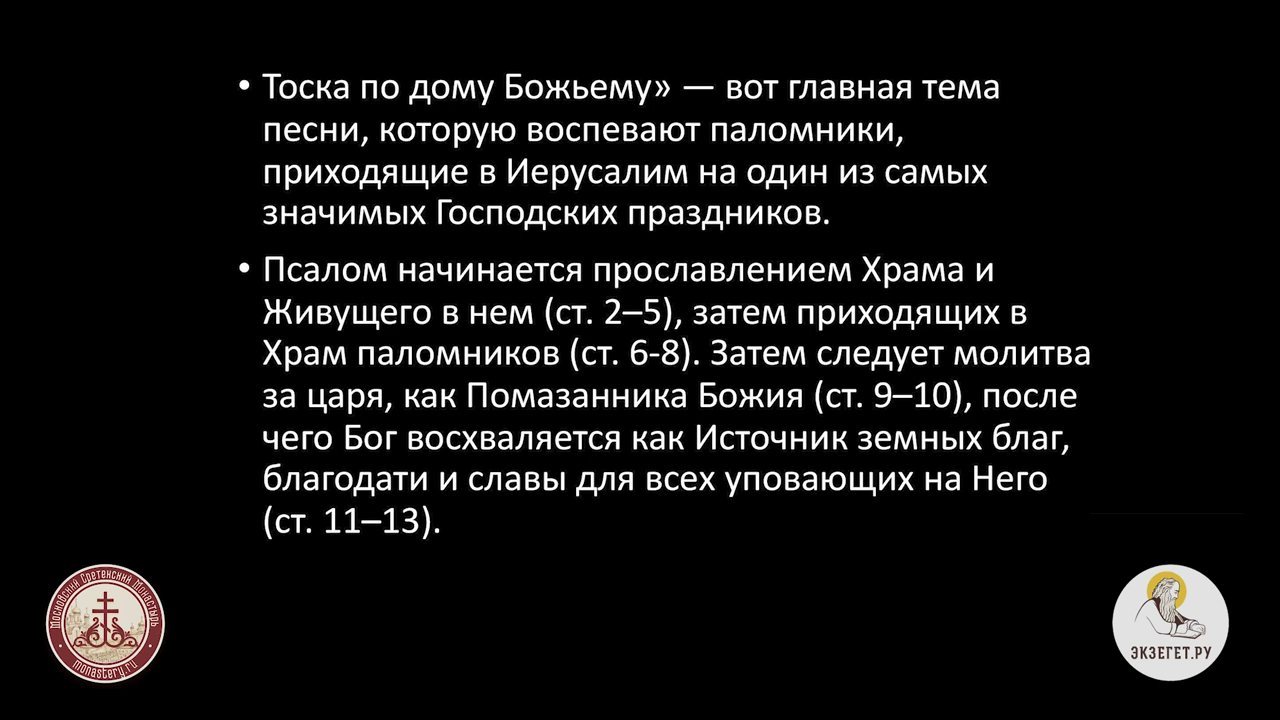 • Тоска по дому Божьему» — вот главная тема
песни, которую воспевают паломники,
приходящие в Иерусалим на один из самых
значимых Господских праздников.
• Псалом начинается прославлением Храма и
Живущего в нем (ст. 2–5), затем приходящих в
Храм паломников (ст. 6-8). Затем следует молитва
за царя, как Помазанника Божия (ст. 9–10), после
чего Бог восхваляется как Источник земных благ,
благодати и славы для всех уповающих на Него
(ст. 11–13).
Московский Сретенский Монастырь
monastery.ru
ЭКЗЕГЕТ.РУ